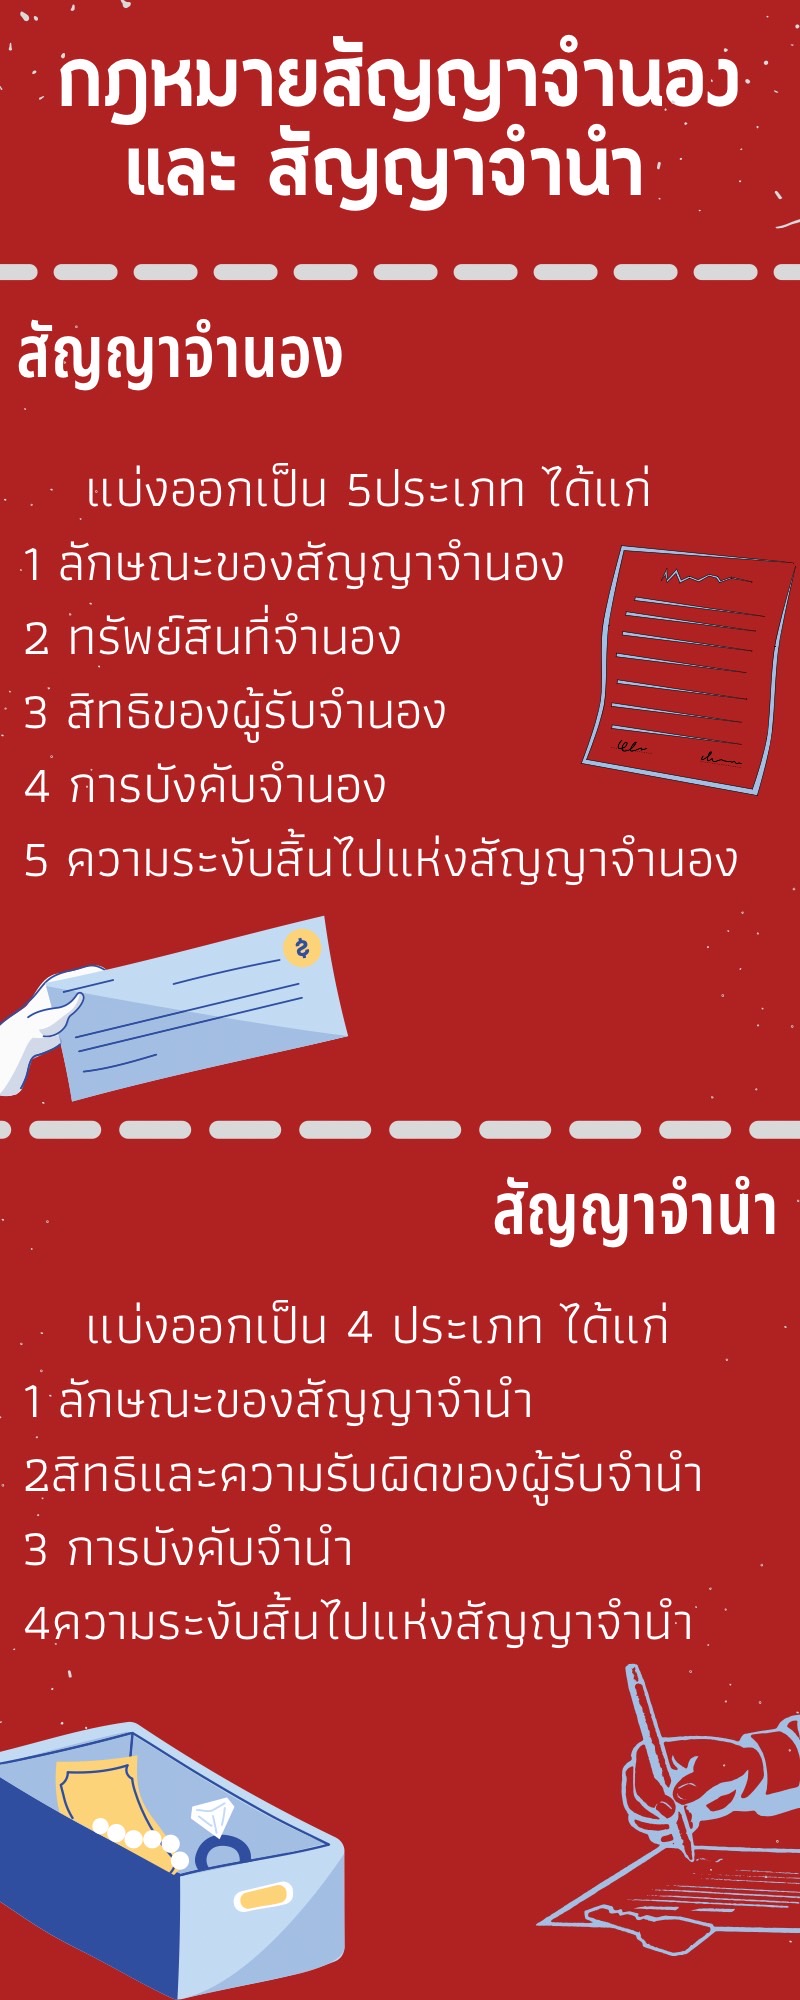 กฎหมายสัญญาจำนอง
และ สัญญาจำนำ
สัญญาจำนอง
แบ่งออกเป็น 5ประเภท ได้แก่
1 ลักษณะของสัญญาจำนอง
2 ทรัพย์สินที่จำนอง
3 สิทธิของผู้รับจำนอง
4 การบังคับจำนอง
5 ความระงับสิ้นไปแห่งสัญญาจำนอง
$
สัญญาจำนำ
แบ่งออกเป็น 4 ประเภท ได้แก่
1 ลักษณะของสัญญาจำนำ
2สิทธิและความรับผิดของผู้รับจำนำ
3 การบังคับจำนำ
4ความระงับสิ้นไปแห่งสัญญาจำนำ